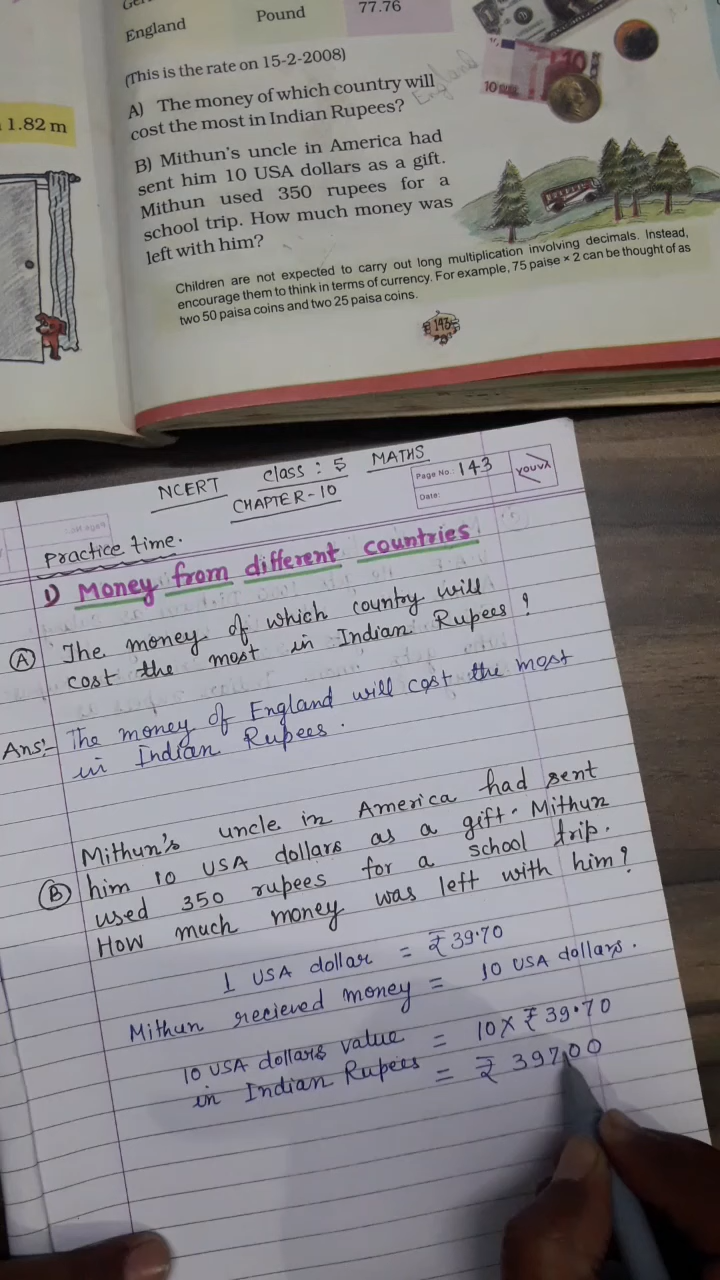 England Pound 77.76
(This is the rate on 15-2-2008)
A) The money of which country will
cost the most in Indian Rupees?
England
B) Mithun's uncle in America had
sent him 10 USA dollars as a gift.
Mithun used 350 rupees for a
school trip. How much money was
left with him?
Children are not expected to carry out long multiplication involving decimals. Instead,
encourage them to think in terms of currency. For example, 75 paise × 2 can be thought of as
two 50 paisa coins and two 25 paisa coins.
143
1.82 m
10
NCERT class : 5 MATHS
CHAPTER-10
Page No.: 143
Date:
YOUVA
Practice time.
1) Money from different countries
A The money of which country will
cost the most in Indian Rupees?
Ans:- The money of England will cost the most
in Indian Rupees.
Mithun's uncle in America had sent
B him 10 USA dollars as a gift. Mithun
used 350 rupees for a school trip.
How much money was left with him?
1 USA dollar = ₹39.70
Mithun recieved money = 10 USA dollars.
10 USA dollars value = 10 × ₹39.70
in Indian Rupees = ₹ 397.00